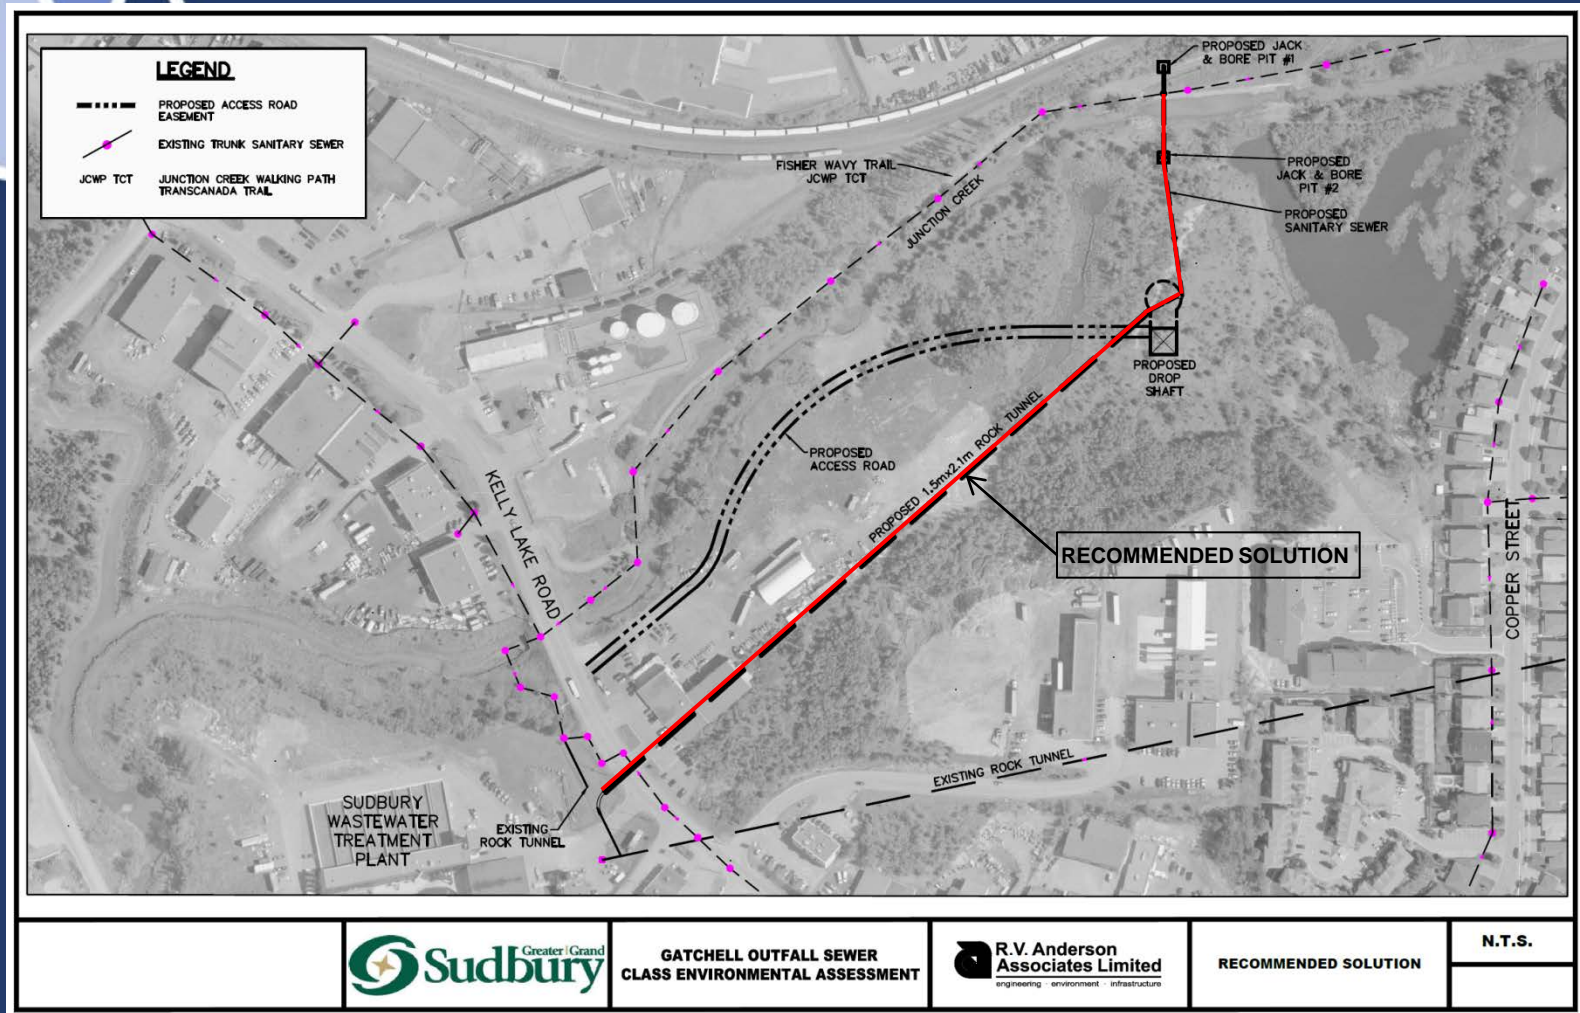 LEGEND
PROPOSED ACCESS ROAD
EASEMENT
EXISTING TRUNK SANITARY SEWER
JCWP TCT
JUNCTION CREEK WALKING PATH
TRANSCANADA TRAIL
PROPOSED JACK
& BORE PIT #1
FISHER WAVY TRAIL
JCWP TCT
JUNCTION CREEK
PROPOSED
JACK & BORE
PIT #2
PROPOSED
SANITARY SEWER
PROPOSED
DROP
SHAFT
PROPOSED
ACCESS ROAD
PROPOSED 1.5mx2.1m ROCK TUNNEL
RECOMMENDED SOLUTION
KELLY LAKE ROAD
COPPER STREET
EXISTING ROCK TUNNEL
SUDBURY
WASTEWATER
TREATMENT
PLANT
EXISTING
ROCK TUNNEL
Greater Grand
Sudbury
GATCHELL OUTFALL SEWER
CLASS ENVIRONMENTAL ASSESSMENT
R.V. Anderson
Associates Limited
engineering · environment · infrastructure
RECOMMENDED SOLUTION
N.T.S.